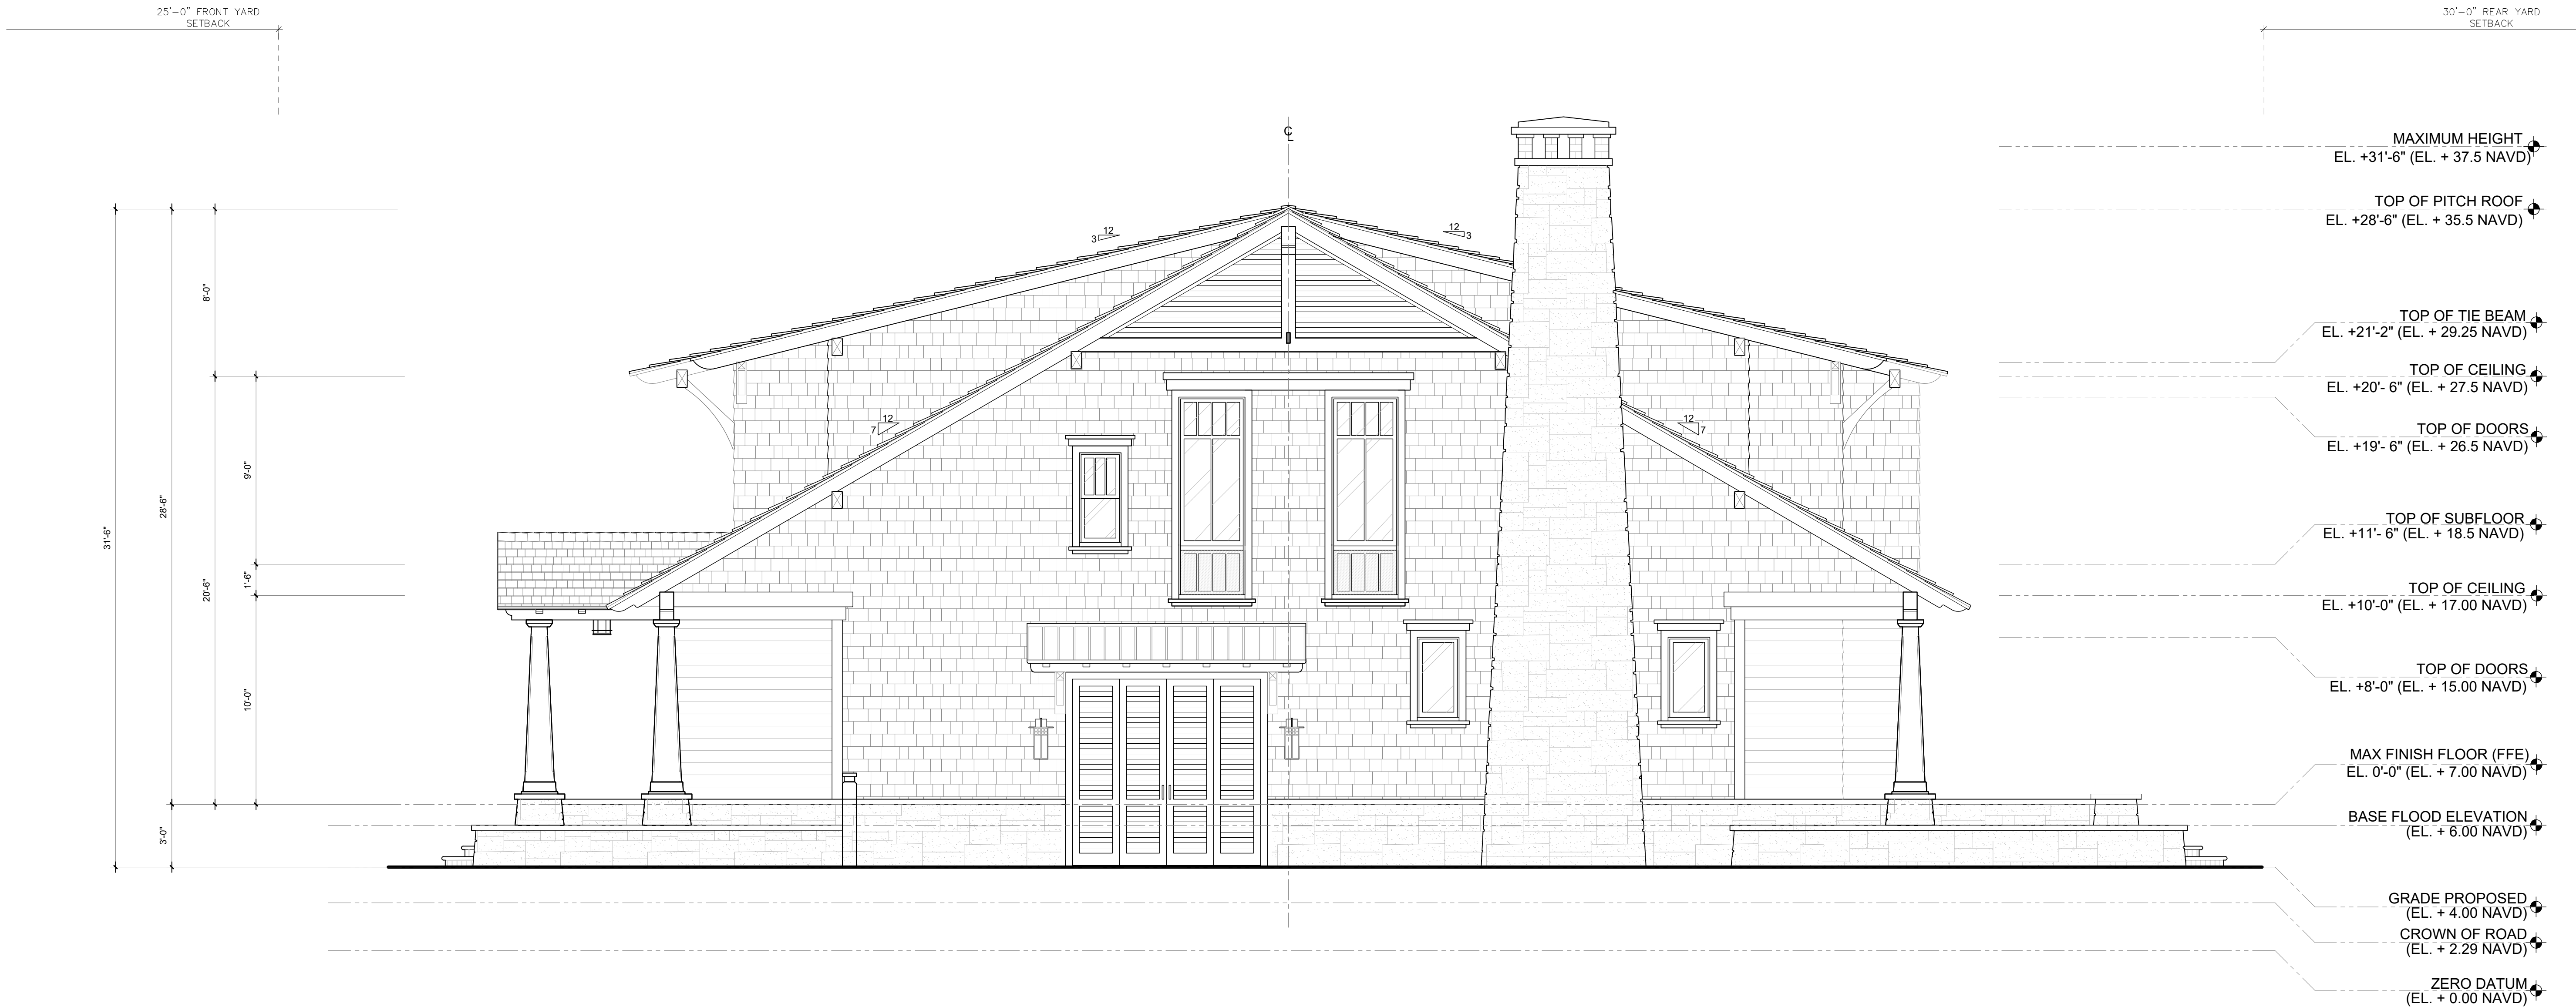 25'-0" FRONT YARD
SETBACK
30'-0" REAR YARD
SETBACK
℄
MAXIMUM HEIGHT
EL. +31'-6" (EL. + 37.5 NAVD)
TOP OF PITCH ROOF
EL. +28'-6" (EL. + 35.5 NAVD)
12
3
12
3
8'-0"
TOP OF TIE BEAM
EL. +21'-2" (EL. + 29.25 NAVD)
TOP OF CEILING
EL. +20'- 6" (EL. + 27.5 NAVD)
12
7
12
7
TOP OF DOORS
EL. +19'- 6" (EL. + 26.5 NAVD)
9'-0"
28'-6"
31'-6"
20'-6"
1'-6"
TOP OF SUBFLOOR
EL. +11'- 6" (EL. + 18.5 NAVD)
TOP OF CEILING
EL. +10'-0" (EL. + 17.00 NAVD)
10'-0"
TOP OF DOORS
EL. +8'-0" (EL. + 15.00 NAVD)
MAX FINISH FLOOR (FFE)
EL. 0'-0" (EL. + 7.00 NAVD)
3'-0"
BASE FLOOD ELEVATION
(EL. + 6.00 NAVD)
GRADE PROPOSED
(EL. + 4.00 NAVD)
CROWN OF ROAD
(EL. + 2.29 NAVD)
ZERO DATUM
(EL. + 0.00 NAVD)